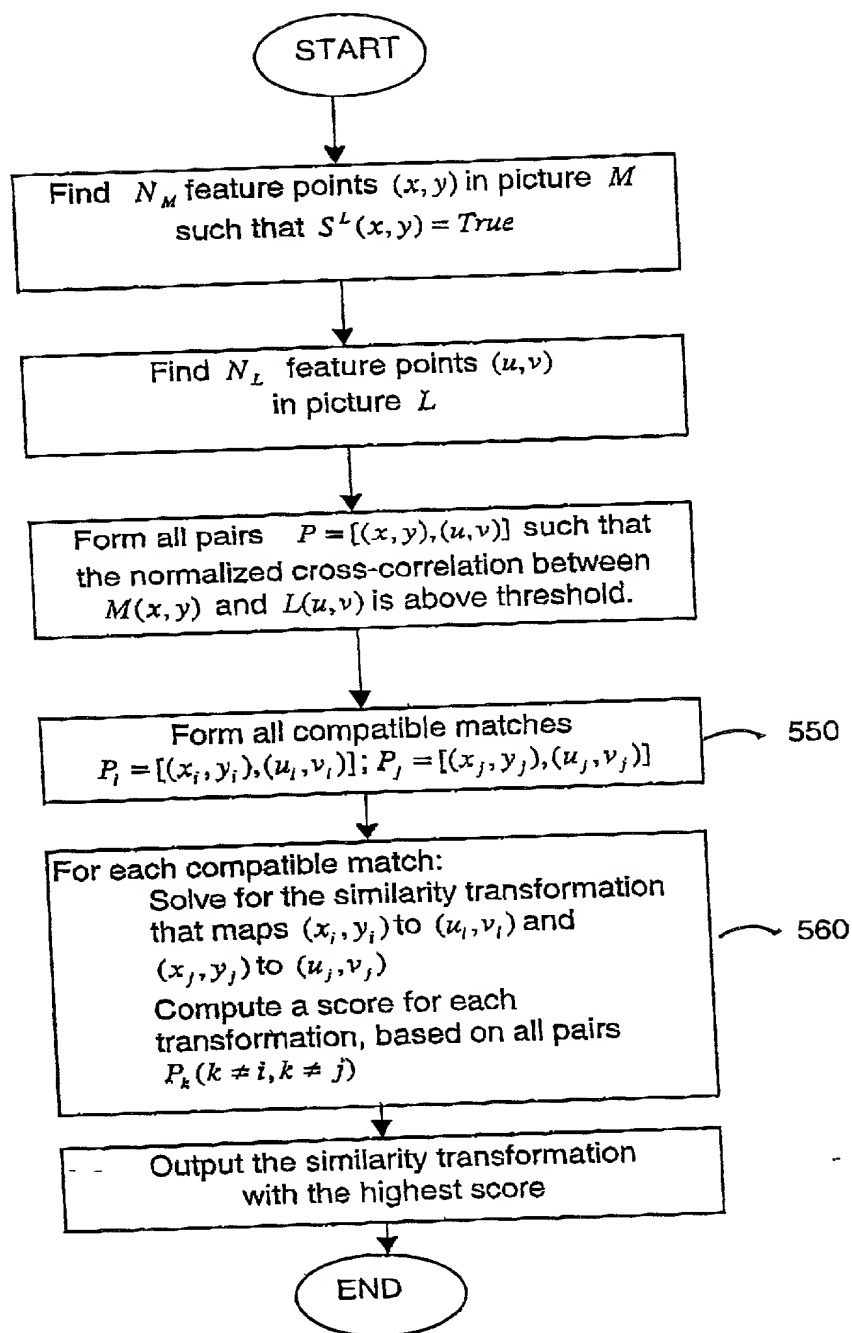 START
Find N_M feature points (x, y) in picture M
such that S^L(x, y) = True
Find N_L feature points (u, v)
in picture L
Form all pairs P = [(x, y), (u, v)] such that
the normalized cross-correlation between
M(x, y) and L(u, v) is above threshold.
Form all compatible matches
P_i = [(x_i, y_i), (u_i, v_i)]; P_j = [(x_j, y_j), (u_j, v_j)]
550
For each compatible match:
Solve for the similarity transformation
that maps (x_i, y_i) to (u_i, v_i) and
(x_j, y_j) to (u_j, v_j)
Compute a score for each
transformation, based on all pairs
P_k (k ≠ i, k ≠ j)
560
Output the similarity transformation
with the highest score
END